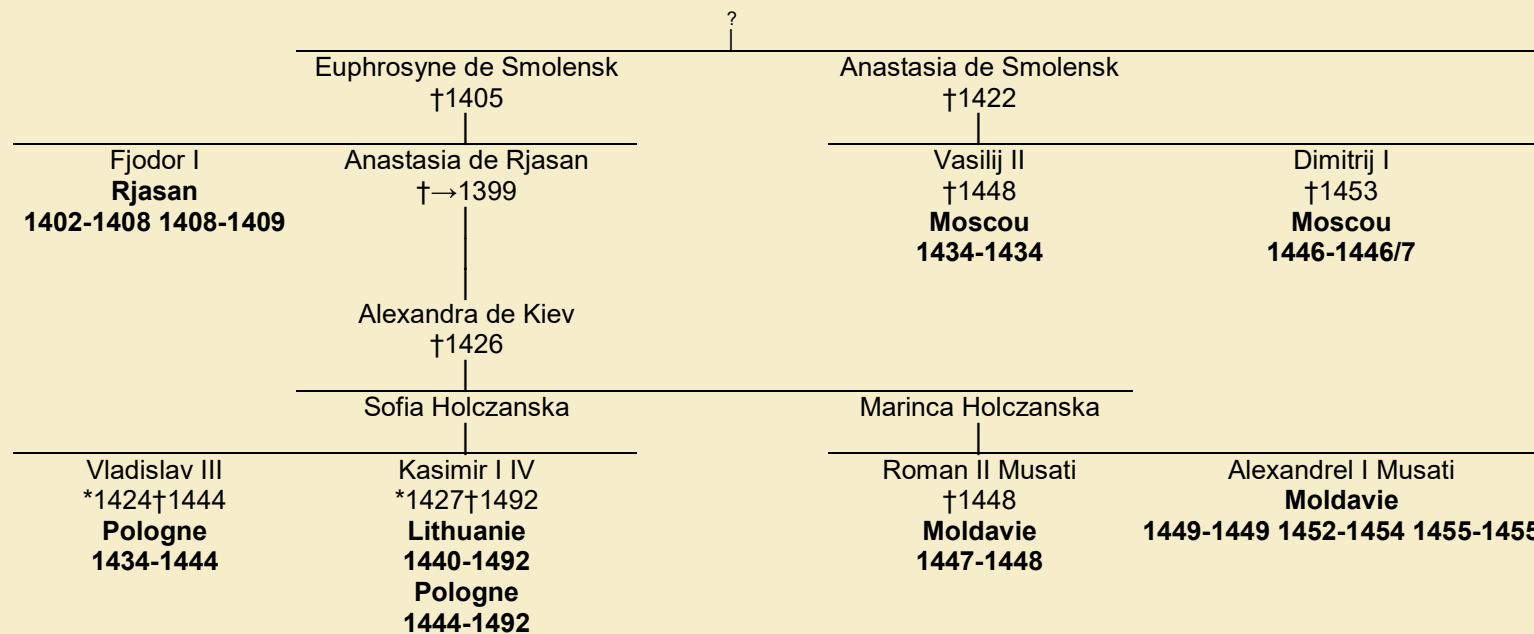 ?
Euphrosyne de Smolensk
†1405
Anastasia de Smolensk
†1422
Fjodor I
Rjasan
1402-1408 1408-1409
Anastasia de Rjasan
†→1399
Vasilij II
†1448
Moscou
1434-1434
Dimitrij I
†1453
Moscou
1446-1446/7
Alexandra de Kiev
†1426
Sofia Holczanska
Marinca Holczanska
Vladislav III
*1424†1444
Pologne
1434-1444
Kasimir I IV
*1427†1492
Lithuanie
1440-1492
Pologne
1444-1492
Roman II Musati
†1448
Moldavie
1447-1448
Alexandrel I Musati
Moldavie
1449-1449 1452-1454 1455-1455